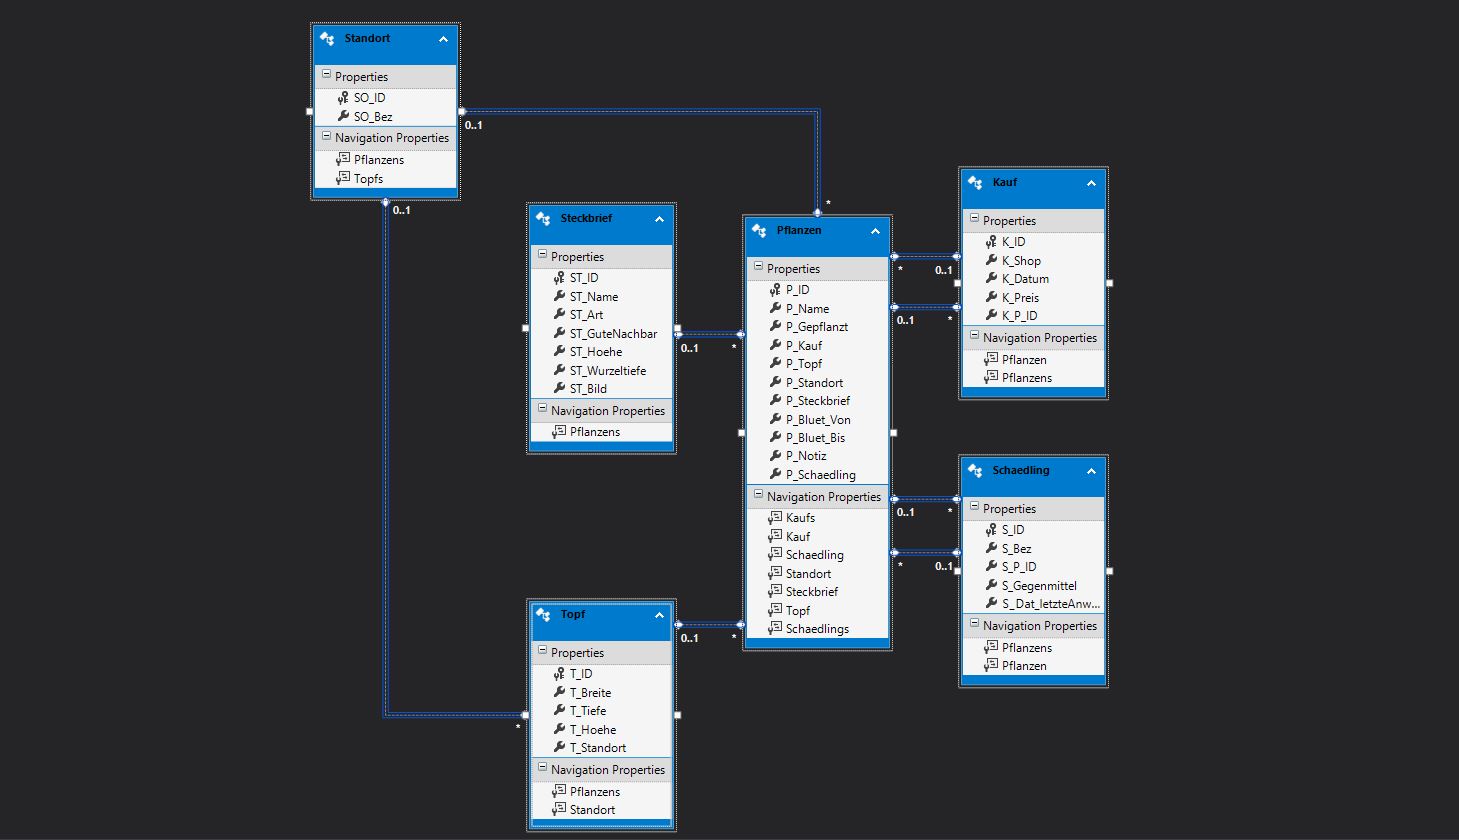 Standort
Properties
SO_ID
SO_Bez
Navigation Properties
Pflanzens
Topfs
0..1
*
0..1
Steckbrief
Properties
ST_ID
ST_Name
ST_Art
ST_GuteNachbar
ST_Hoehe
ST_Wurzeltiefe
ST_Bild
Navigation Properties
Pflanzens
0..1
*
Pflanzen
Properties
P_ID
P_Name
P_Gepflanzt
P_Kauf
P_Topf
P_Standort
P_Steckbrief
P_Bluet_Von
P_Bluet_Bis
P_Notiz
P_Schaedling
Navigation Properties
Kaufs
Kauf
Schaedling
Standort
Steckbrief
Topf
Schaedlings
*
0..1
0..1
*
Kauf
Properties
K_ID
K_Shop
K_Datum
K_Preis
K_P_ID
Navigation Properties
Pflanzen
Pflanzens
0..1
*
*
0..1
Schaedling
Properties
S_ID
S_Bez
S_P_ID
S_Gegenmittel
S_Dat_letzteAnw...
Navigation Properties
Pflanzens
Pflanzen
Topf
Properties
T_ID
T_Breite
T_Tiefe
T_Hoehe
T_Standort
Navigation Properties
Pflanzens
Standort
0..1
*
*